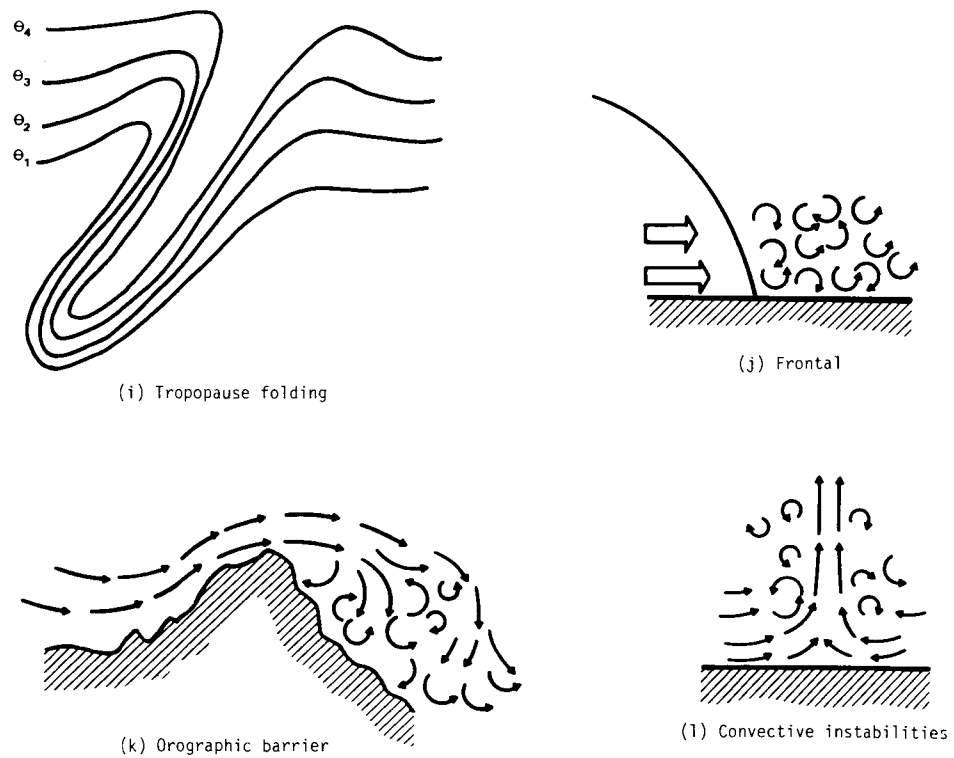 θ₄
θ₃
θ₂
θ₁
(i) Tropopause folding
(j) Frontal
(k) Orographic barrier
(l) Convective instabilities